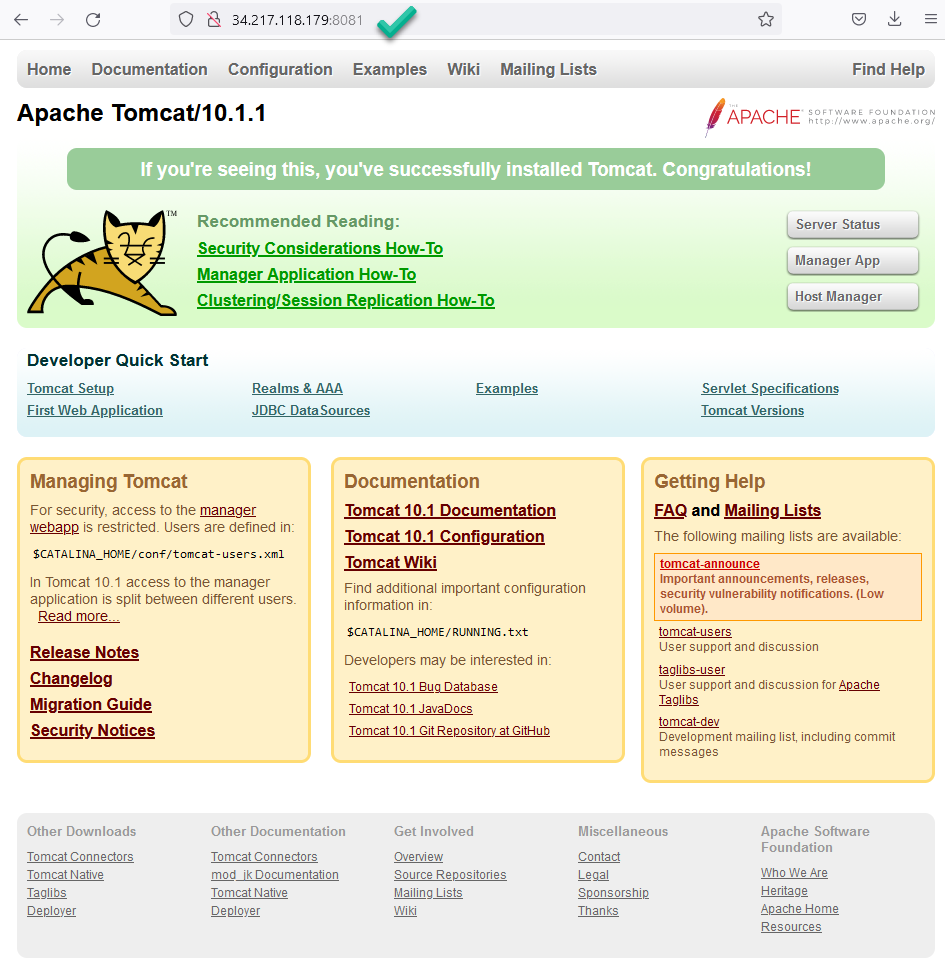 34.217.118.179:8081
Home Documentation Configuration Examples Wiki Mailing Lists Find Help
Apache Tomcat/10.1.1
THE
APACHE SOFTWARE FOUNDATION
http://www.apache.org/
If you're seeing this, you've successfully installed Tomcat. Congratulations!
TM
Recommended Reading:
Security Considerations How-To
Manager Application How-To
Clustering/Session Replication How-To
Server Status
Manager App
Host Manager
Developer Quick Start
Tomcat Setup
First Web Application
Realms & AAA
JDBC DataSources
Examples
Servlet Specifications
Tomcat Versions
Managing Tomcat
For security, access to the manager
webapp is restricted. Users are defined in:
$CATALINA_HOME/conf/tomcat-users.xml
In Tomcat 10.1 access to the manager
application is split between different users.
Read more...
Release Notes
Changelog
Migration Guide
Security Notices
Documentation
Tomcat 10.1 Documentation
Tomcat 10.1 Configuration
Tomcat Wiki
Find additional important configuration
information in:
$CATALINA_HOME/RUNNING.txt
Developers may be interested in:
Tomcat 10.1 Bug Database
Tomcat 10.1 JavaDocs
Tomcat 10.1 Git Repository at GitHub
Getting Help
FAQ and Mailing Lists
The following mailing lists are available:
tomcat-announce
Important announcements, releases,
security vulnerability notifications. (Low
volume).
tomcat-users
User support and discussion
taglibs-user
User support and discussion for Apache
Taglibs
tomcat-dev
Development mailing list, including commit
messages
Other Downloads
Tomcat Connectors
Tomcat Native
Taglibs
Deployer
Other Documentation
Tomcat Connectors
mod_jk Documentation
Tomcat Native
Deployer
Get Involved
Overview
Source Repositories
Mailing Lists
Wiki
Miscellaneous
Contact
Legal
Sponsorship
Thanks
Apache Software
Foundation
Who We Are
Heritage
Apache Home
Resources